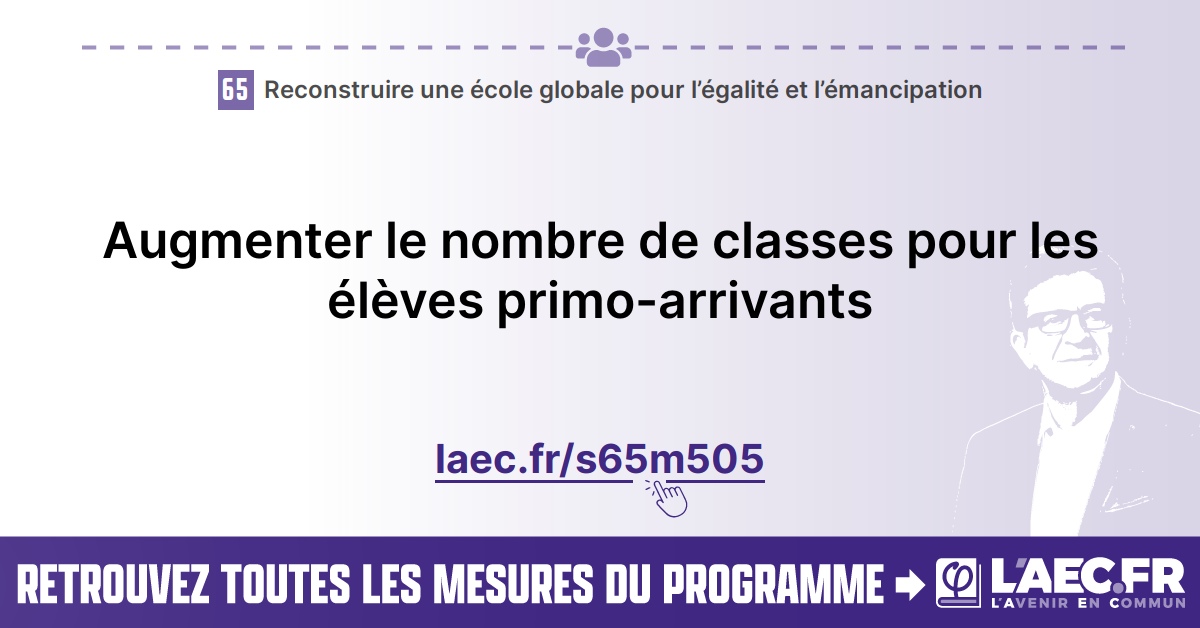 65 Reconstruire une école globale pour l’égalité et l’émancipation
Augmenter le nombre de classes pour les
élèves primo-arrivants
laec.fr/s65m505
RETROUVEZ TOUTES LES MESURES DU PROGRAMME
φ L'AEC.FR
L'AVENIR EN COMMUN